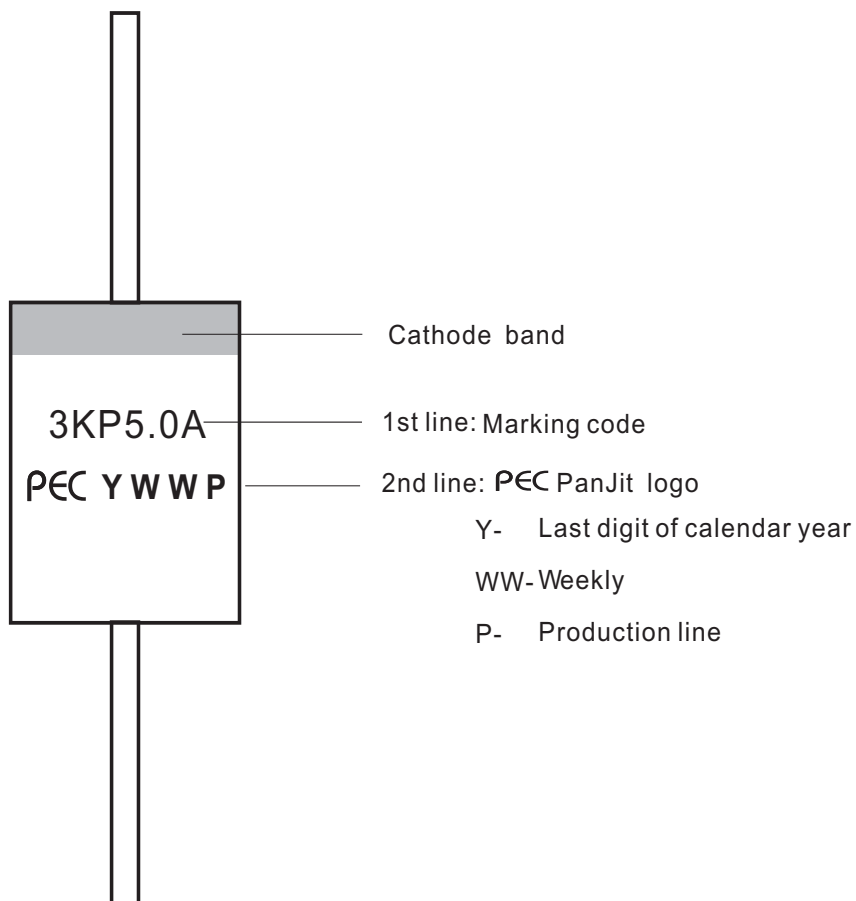 Cathode band
3KP5.0A
1st line: Marking code
PEC YWWP
2nd line: PEC PanJit logo
Y- Last digit of calendar year
WW- Weekly
P- Production line